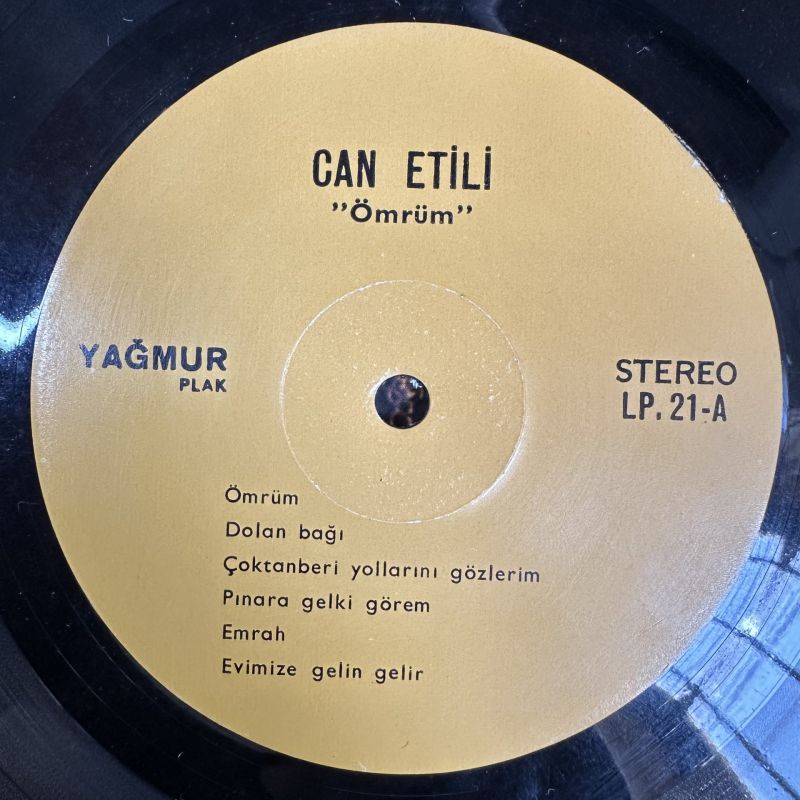 CAN ETİLİ
"Ömrüm"
YAĞMUR
PLAK
STEREO
LP. 21-A
Ömrüm
Dolan bağı
Çoktanberi yollarını gözlerim
Pınara gelki görem
Emrah
Evimize gelin gelir